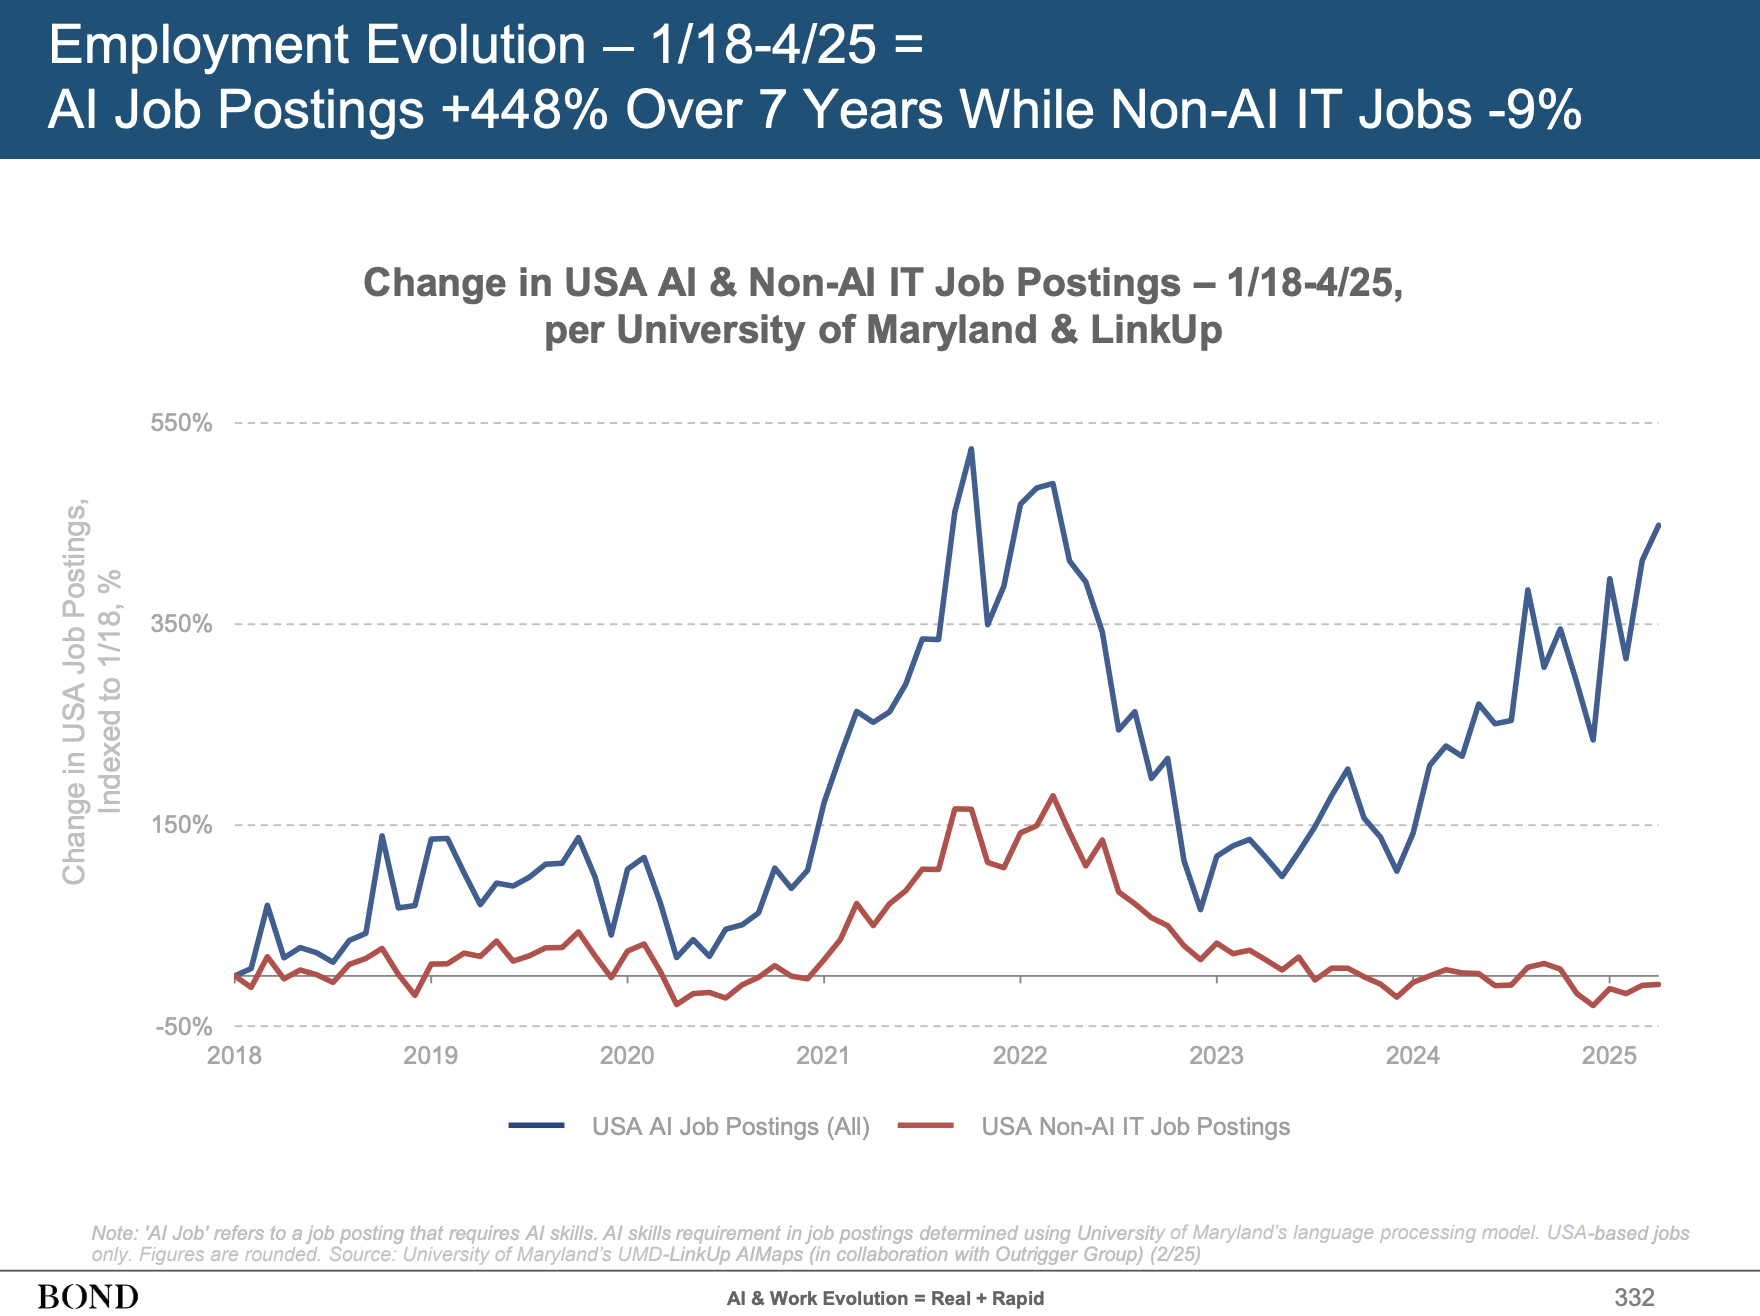 Employment Evolution – 1/18-4/25 =
AI Job Postings +448% Over 7 Years While Non-AI IT Jobs -9%
Change in USA AI & Non-AI IT Job Postings – 1/18-4/25,
per University of Maryland & LinkUp
Change in USA Job Postings,
Indexed to 1/18, %
550%
350%
150%
-50%
2018 2019 2020 2021 2022 2023 2024 2025
USA AI Job Postings (All) USA Non-AI IT Job Postings
Note: 'AI Job' refers to a job posting that requires AI skills. AI skills requirement in job postings determined using University of Maryland’s language processing model. USA-based jobs
only. Figures are rounded. Source: University of Maryland’s UMD-LinkUp AIMaps (in collaboration with Outrigger Group) (2/25)
BOND AI & Work Evolution = Real + Rapid 332